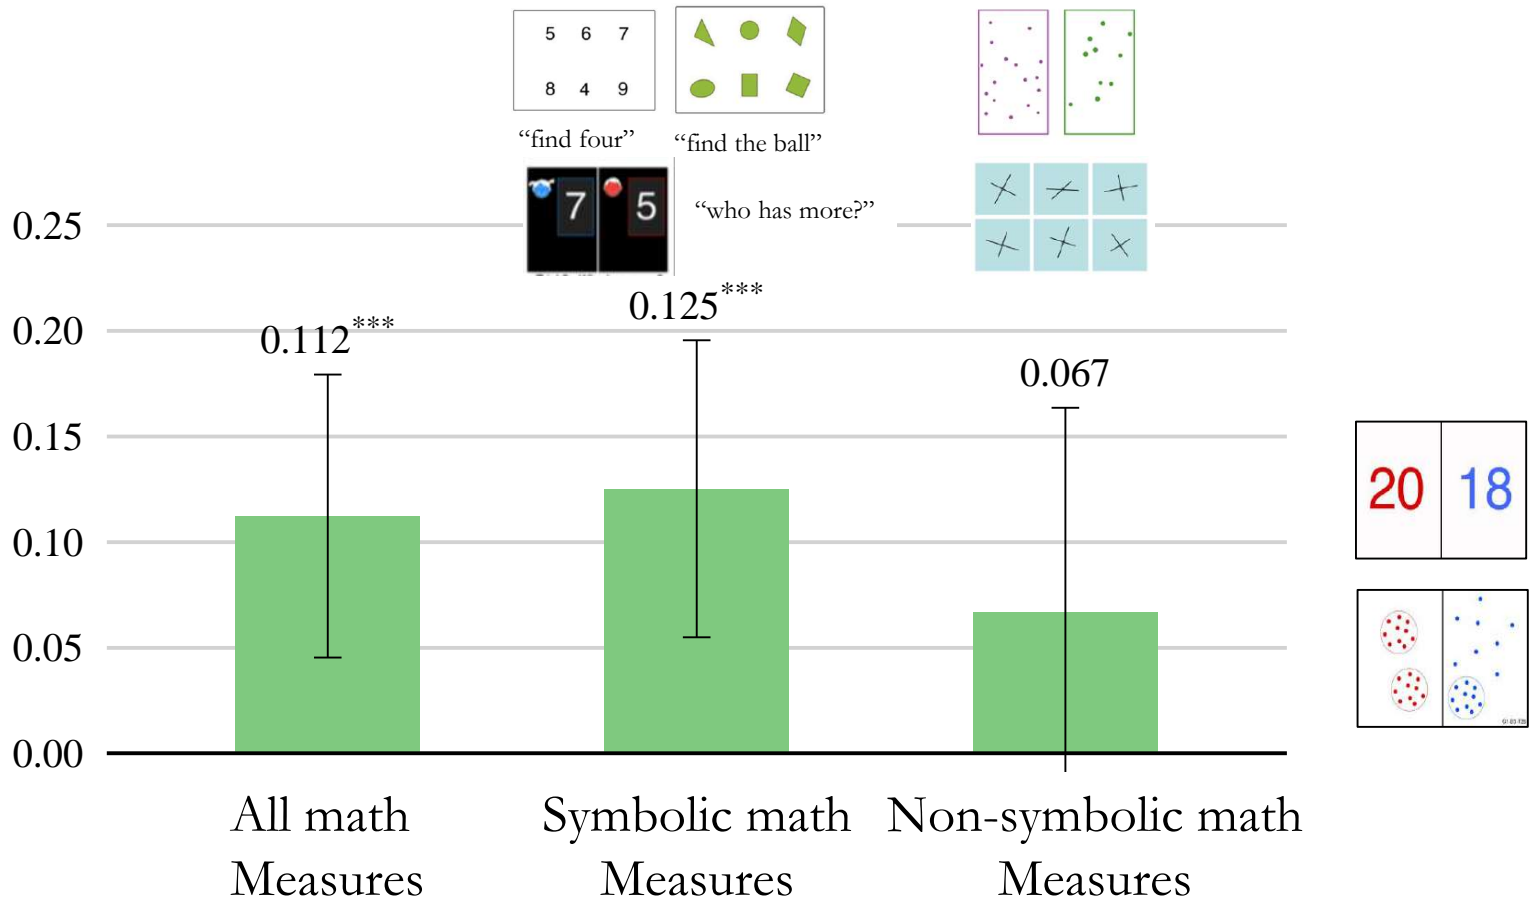 5 6 7
8 4 9
“find four”
“find the ball”
7 5
“who has more?”
0.25
0.20
0.15
0.10
0.05
0.00
0.112***
0.125***
0.067
20 18
All math
Measures
Symbolic math
Measures
Non-symbolic math
Measures